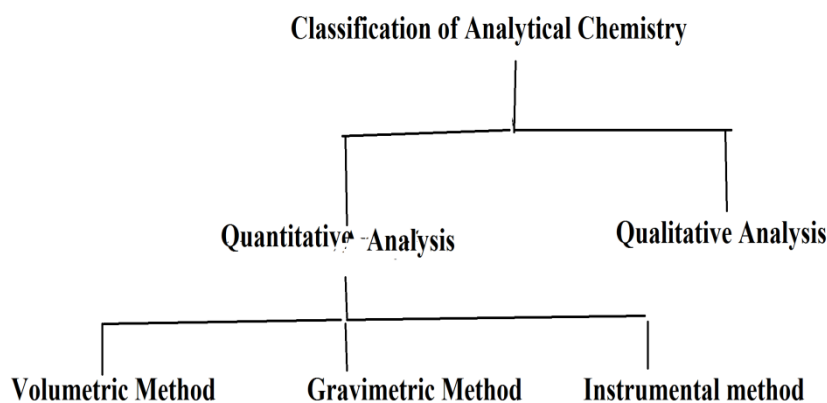 Classification of Analytical Chemistry
Quantitative Analysis
Qualitative Analysis
Volumetric Method
Gravimetric Method
Instrumental method